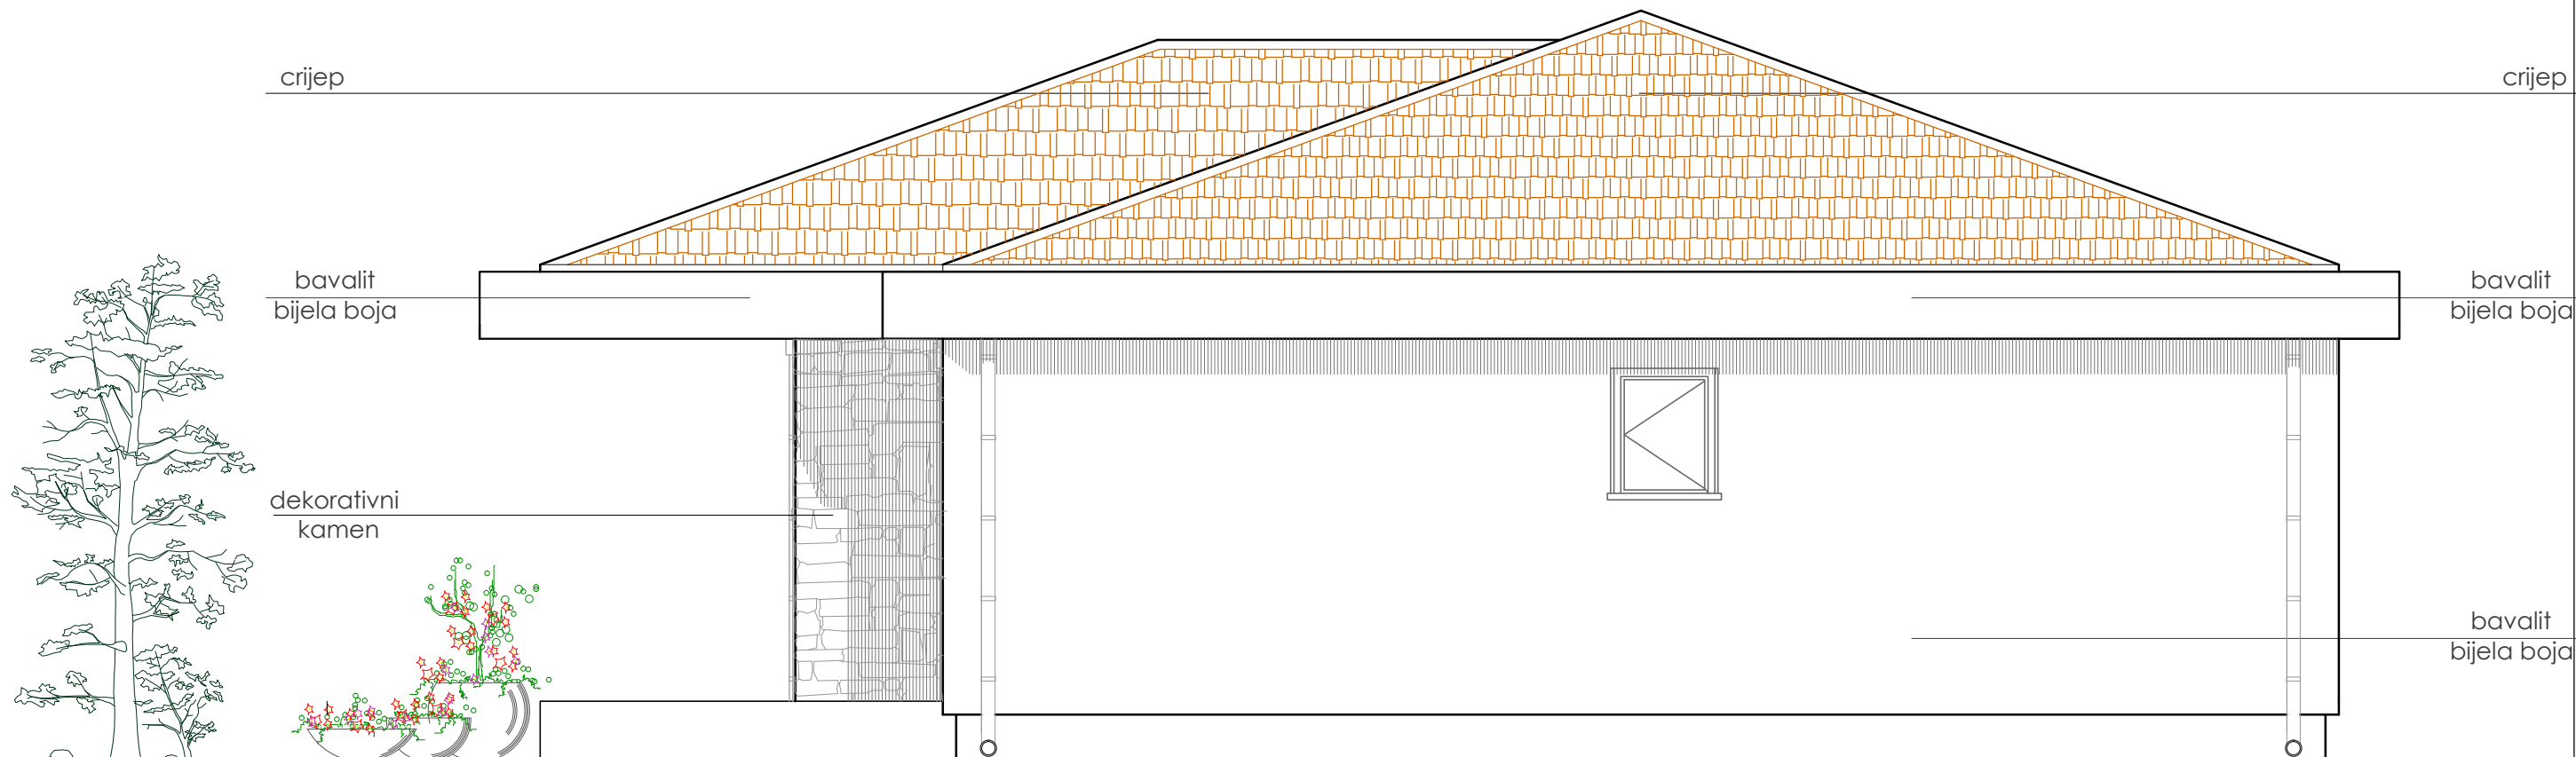 crijep
crijep
bavalit
bijela boja
bavalit
bijela boja
dekorativni
kamen
bavalit
bijela boja